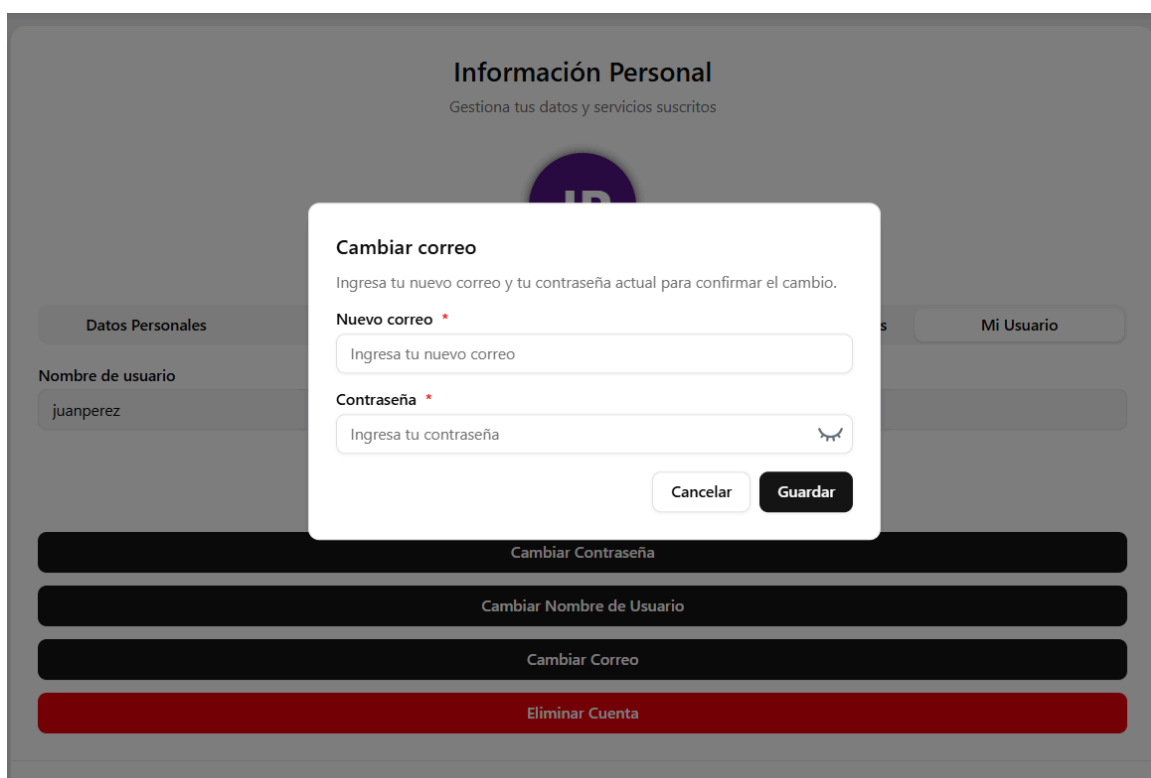 Información Personal
Gestiona tus datos y servicios suscritos
Cambiar correo
Ingresa tu nuevo correo y tu contraseña actual para confirmar el cambio.
Nuevo correo *
Ingresa tu nuevo correo
Contraseña *
Ingresa tu contraseña
Cancelar
Guardar
Datos Personales
Mi Usuario
Nombre de usuario
juanperez
Cambiar Contraseña
Cambiar Nombre de Usuario
Cambiar Correo
Eliminar Cuenta